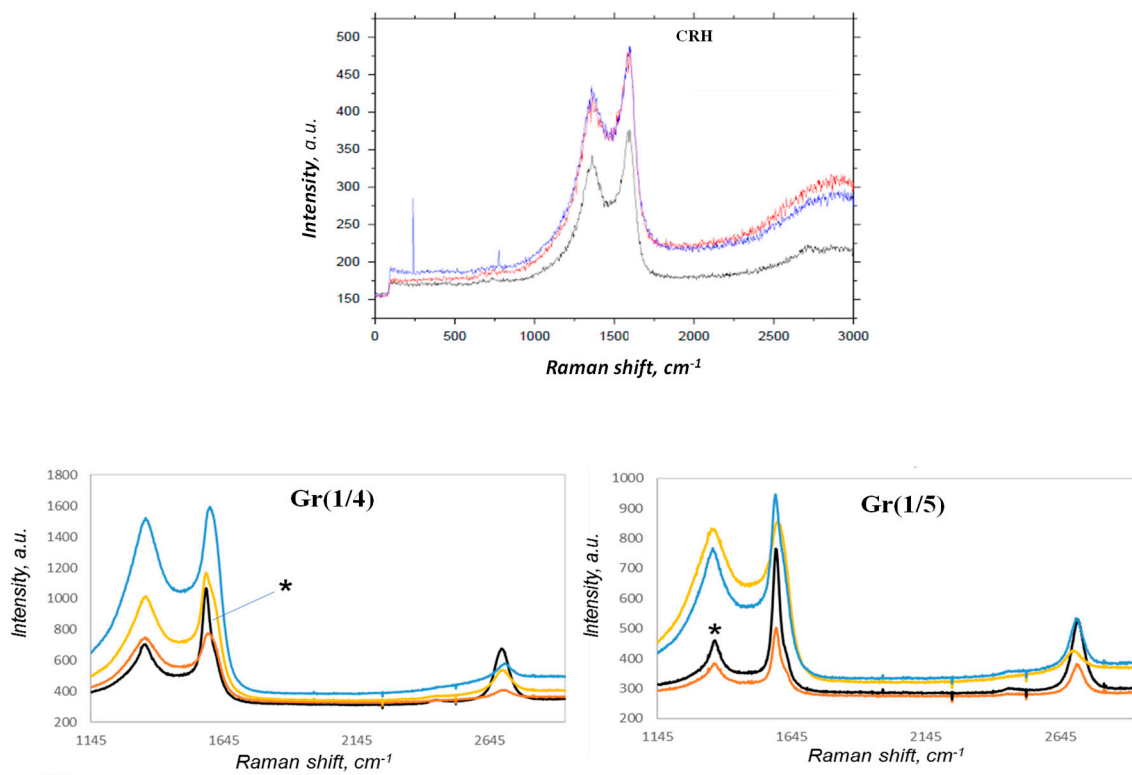 CRH
500
450
400
350
300
250
200
150
0 500 1000 1500 2000 2500 3000
Intensity, a.u.
Raman shift, cm-1
Gr(1/4)
1800
1600
1400
1200
1000
800
600
400
200
*
1145 1645 2145 2645
Intensity, a.u.
Raman shift, cm-1
Gr(1/5)
1000
900
800
700
600
500
400
300
200
*
1145 1645 2145 2645
Intensity, a.u.
Raman shift, cm-1